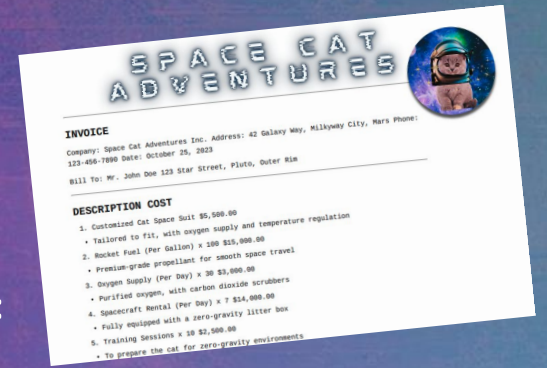 SPACE CAT
ADVENTURES
INVOICE
Company: Space Cat Adventures Inc. Address: 42 Galaxy Way, Milkyway City, Mars Phone:
123-456-7890 Date: October 25, 2023
Bill To: Mr. John Doe 123 Star Street, Pluto, Outer Rim
DESCRIPTION COST
1. Customized Cat Space Suit $5,500.00
• Tailored to fit, with oxygen supply and temperature regulation
2. Rocket Fuel (Per Gallon) x 100 $15,000.00
• Premium-grade propellant for smooth space travel
3. Oxygen Supply (Per Day) x 30 $3,000.00
• Purified oxygen, with carbon dioxide scrubbers
4. Spacecraft Rental (Per Day) x 7 $14,000.00
• Fully equipped with a zero-gravity litter box
5. Training Sessions x 10 $2,500.00
• To prepare the cat for zero-gravity environments